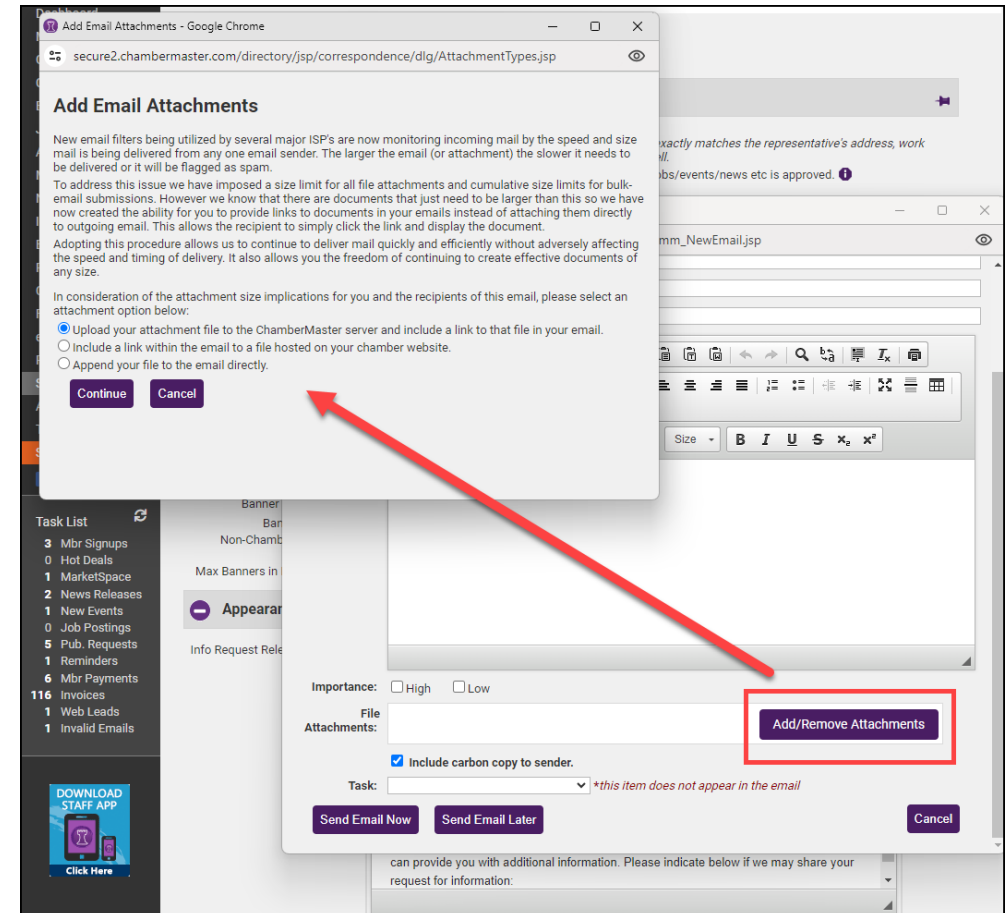 Dashboard
Add Email Attachments - Google Chrome
secure2.chambermaster.com/directory/jsp/correspondence/dlg/AttachmentTypes.jsp
Add Email Attachments
New email filters being utilized by several major ISP's are now monitoring incoming mail by the speed and size
mail is being delivered from any one email sender. The larger the email (or attachment) the slower it needs to
be delivered or it will be flagged as spam.
To address this issue we have imposed a size limit for all file attachments and cumulative size limits for bulk-
email submissions. However we know that there are documents that just need to be larger than this so we have
now created the ability for you to provide links to documents in your emails instead of attaching them directly
to outgoing email. This allows the recipient to simply click the link and display the document.
Adopting this procedure allows us to continue to deliver mail quickly and efficiently without adversely affecting
the speed and timing of delivery. It also allows you the freedom of continuing to create effective documents of
any size.
In consideration of the attachment size implications for you and the recipients of this email, please select an
attachment option below:
Upload your attachment file to the ChamberMaster server and include a link to that file in your email.
Include a link within the email to a file hosted on your chamber website.
Append your file to the email directly.
Continue Cancel
exactly matches the representative's address, work
ell.
obs/events/news etc is approved.
mm_NewEmail.jsp
Size B I U S x₂ x²
Banner
Ban
Non-Chamb
Max Banners in
Appearan
Info Request Rele
Task List
3 Mbr Signups
0 Hot Deals
1 MarketSpace
2 News Releases
1 New Events
0 Job Postings
5 Pub. Requests
1 Reminders
6 Mbr Payments
116 Invoices
1 Web Leads
1 Invalid Emails
DOWNLOAD
STAFF APP
Click Here
Importance: High Low
File
Attachments:
Add/Remove Attachments
Include carbon copy to sender.
Task: *this item does not appear in the email
Send Email Now Send Email Later Cancel
can provide you with additional information. Please indicate below if we may share your
request for information: